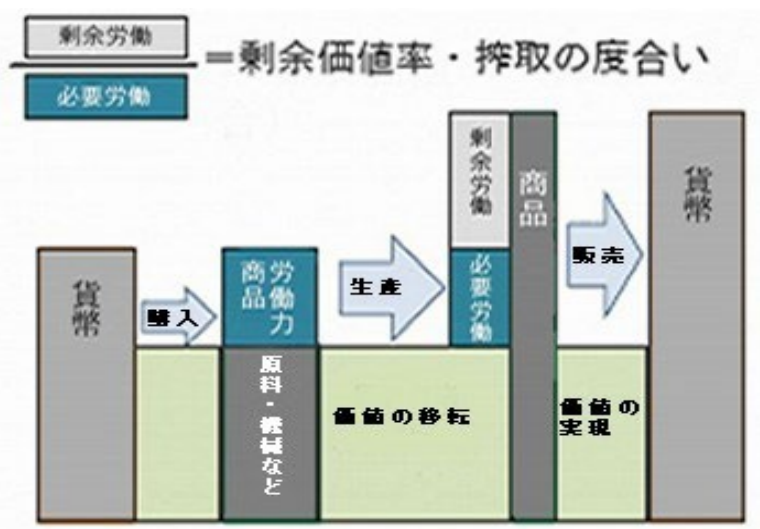 剰余労働
必要労働
=剰余価値率・搾取の度合い
貨幣
購入
労働力
商品
原料・機械など
生産
価値の移転
剰余労働
必要労働
商品
販売
価値の
実現
貨幣